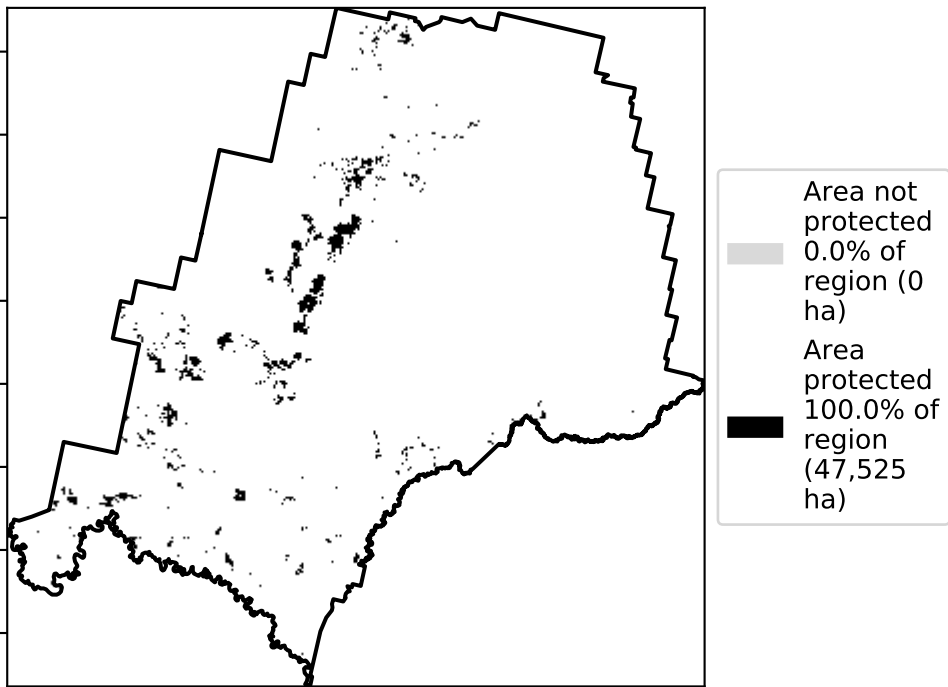 Area not
protected
0.0% of
region (0
ha)
Area
protected
100.0% of
region
(47,525
ha)